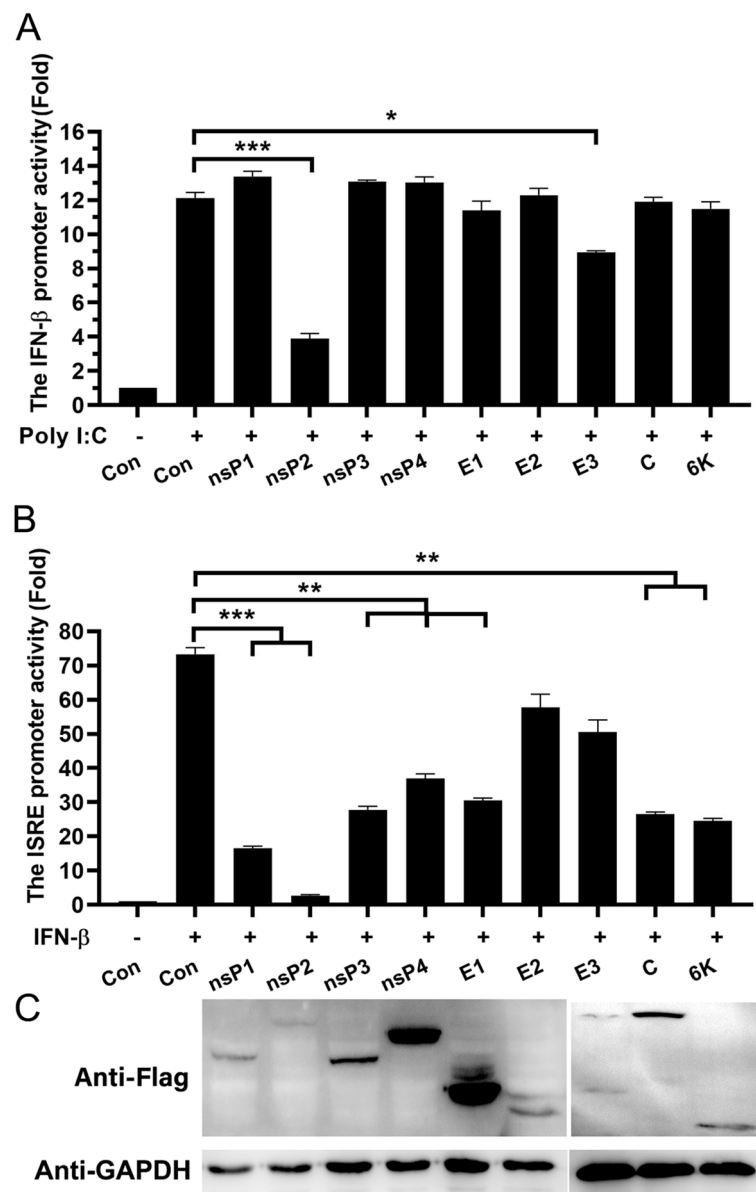 A
The IFN-β promoter activity(Fold)
*
***
16
14
12
10
8
6
4
2
0
Poly I:C - + + + + + + + + + +
Con Con nsP1 nsP2 nsP3 nsP4 E1 E2 E3 C 6K
B
The ISRE promoter activity (Fold)
**
**
***
80
70
60
50
40
30
20
10
0
IFN-β - + + + + + + + + + +
Con Con nsP1 nsP2 nsP3 nsP4 E1 E2 E3 C 6K
C
Anti-Flag
Anti-GAPDH